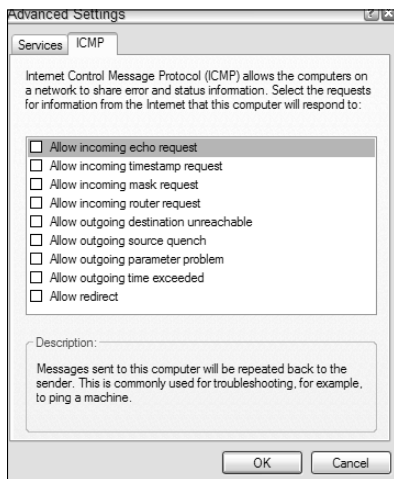 Advanced Settings
Services ICMP
Internet Control Message Protocol (ICMP) allows the computers on
a network to share error and status information. Select the requests
for information from the Internet that this computer will respond to:
Allow incoming echo request
Allow incoming timestamp request
Allow incoming mask request
Allow incoming router request
Allow outgoing destination unreachable
Allow outgoing source quench
Allow outgoing parameter problem
Allow outgoing time exceeded
Allow redirect
Description:
Messages sent to this computer will be repeated back to the
sender. This is commonly used for troubleshooting, for example,
to ping a machine.
OK Cancel